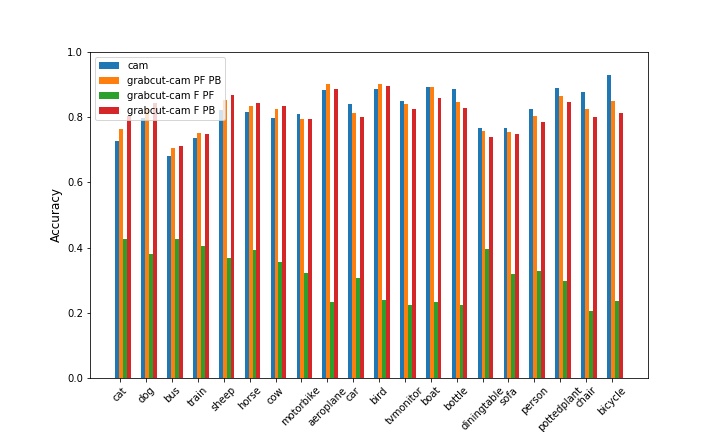 cam
grabcut-cam PF PB
grabcut-cam F PF
grabcut-cam F PB
Accuracy
1.0
0.8
0.6
0.4
0.2
0.0
cat
dog
bus
train
sheep
horse
cow
motorbike
aeroplane
car
bird
tvmonitor
boat
bottle
diningtable
sofa
person
pottedplant
chair
bicycle